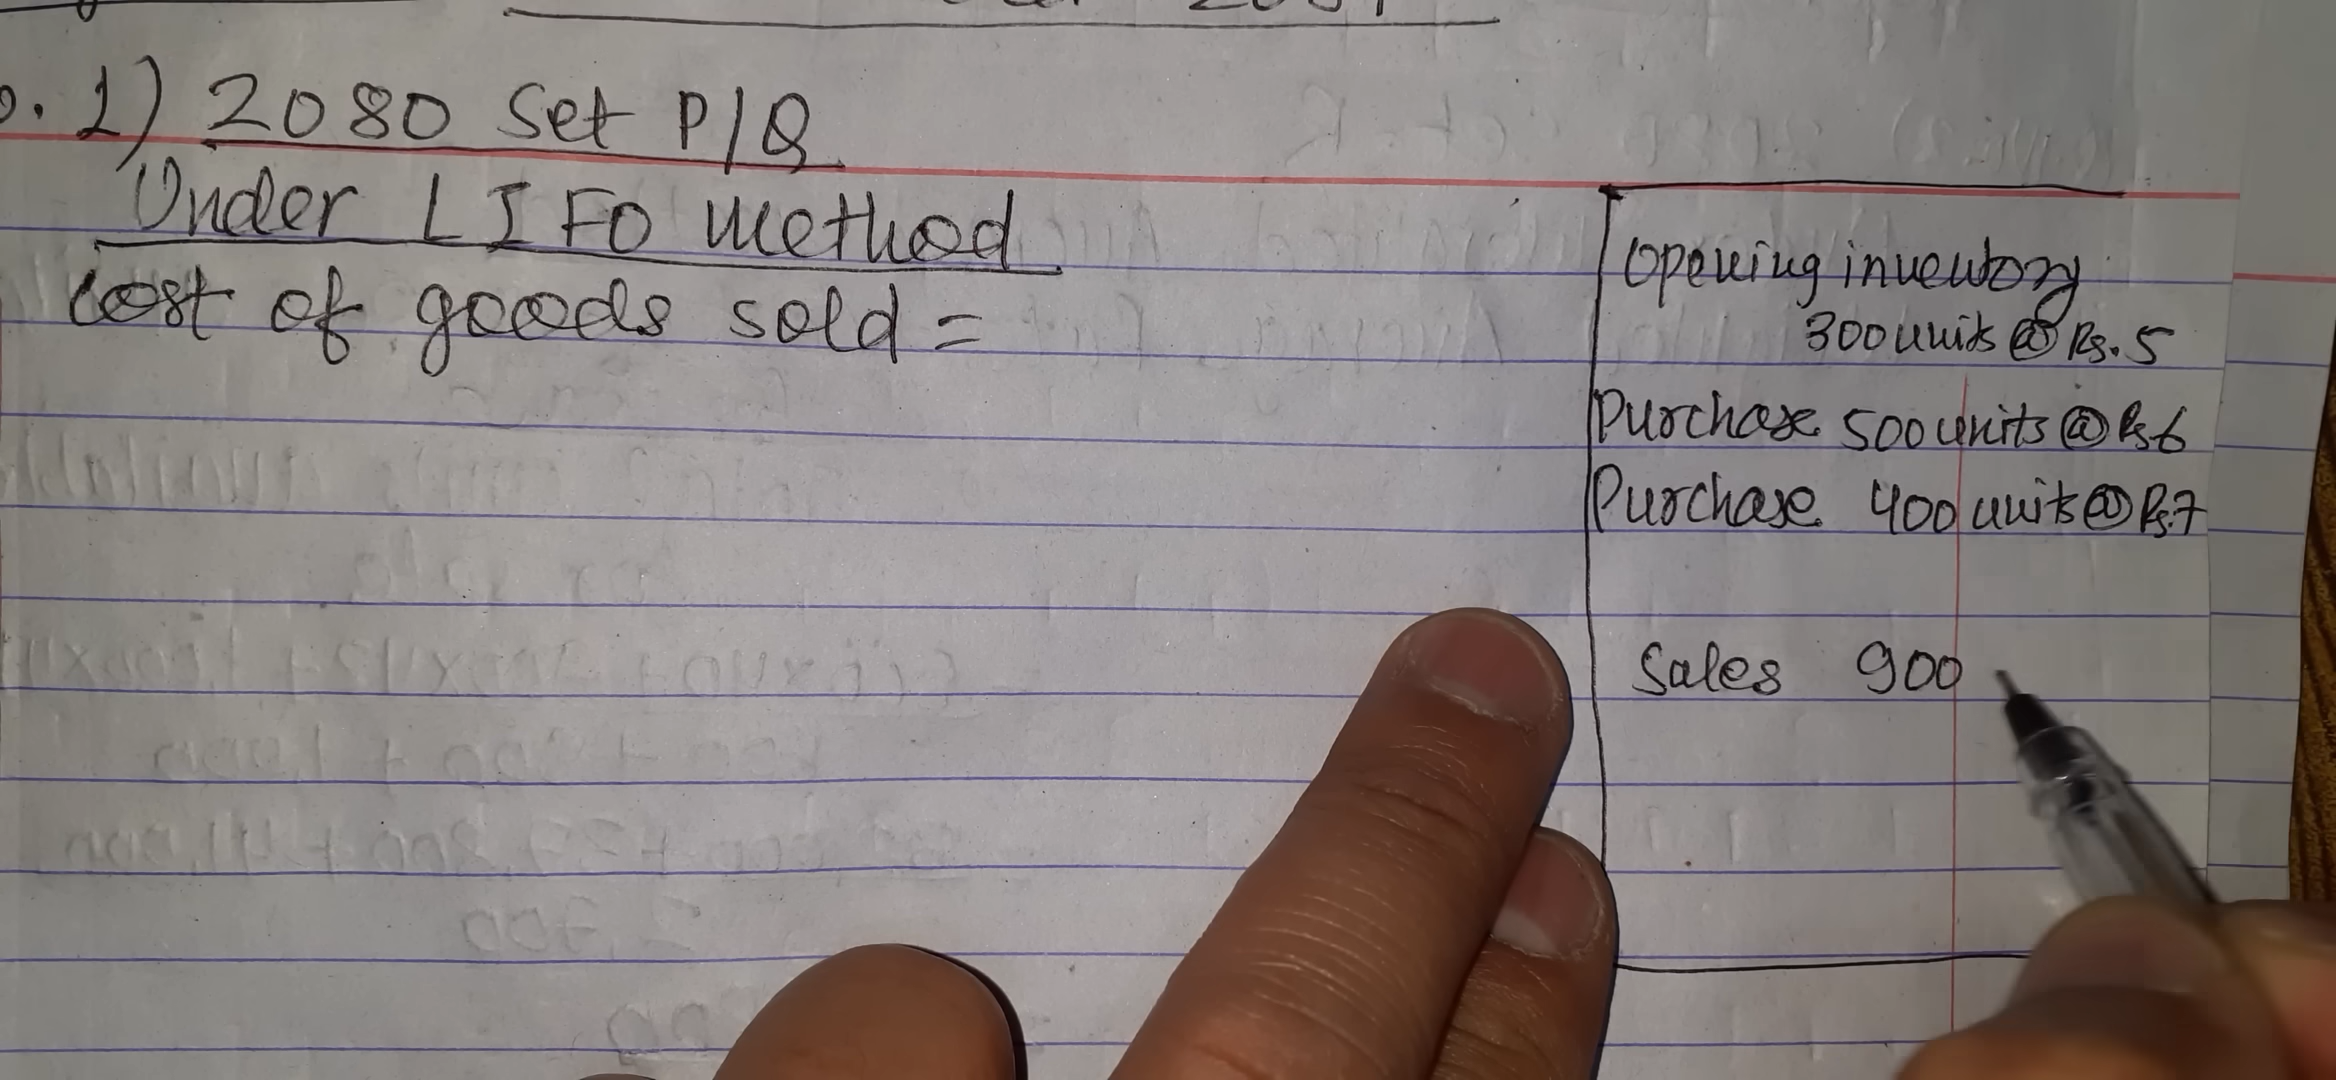 1) 2080 Set P/Q
Under LIFO method
Cost of goods sold =
Opening inventory
300 units @ Rs. 5
Purchase 500 units @ Rs 6
Purchase 400 units @ Rs. 7
Sales 900